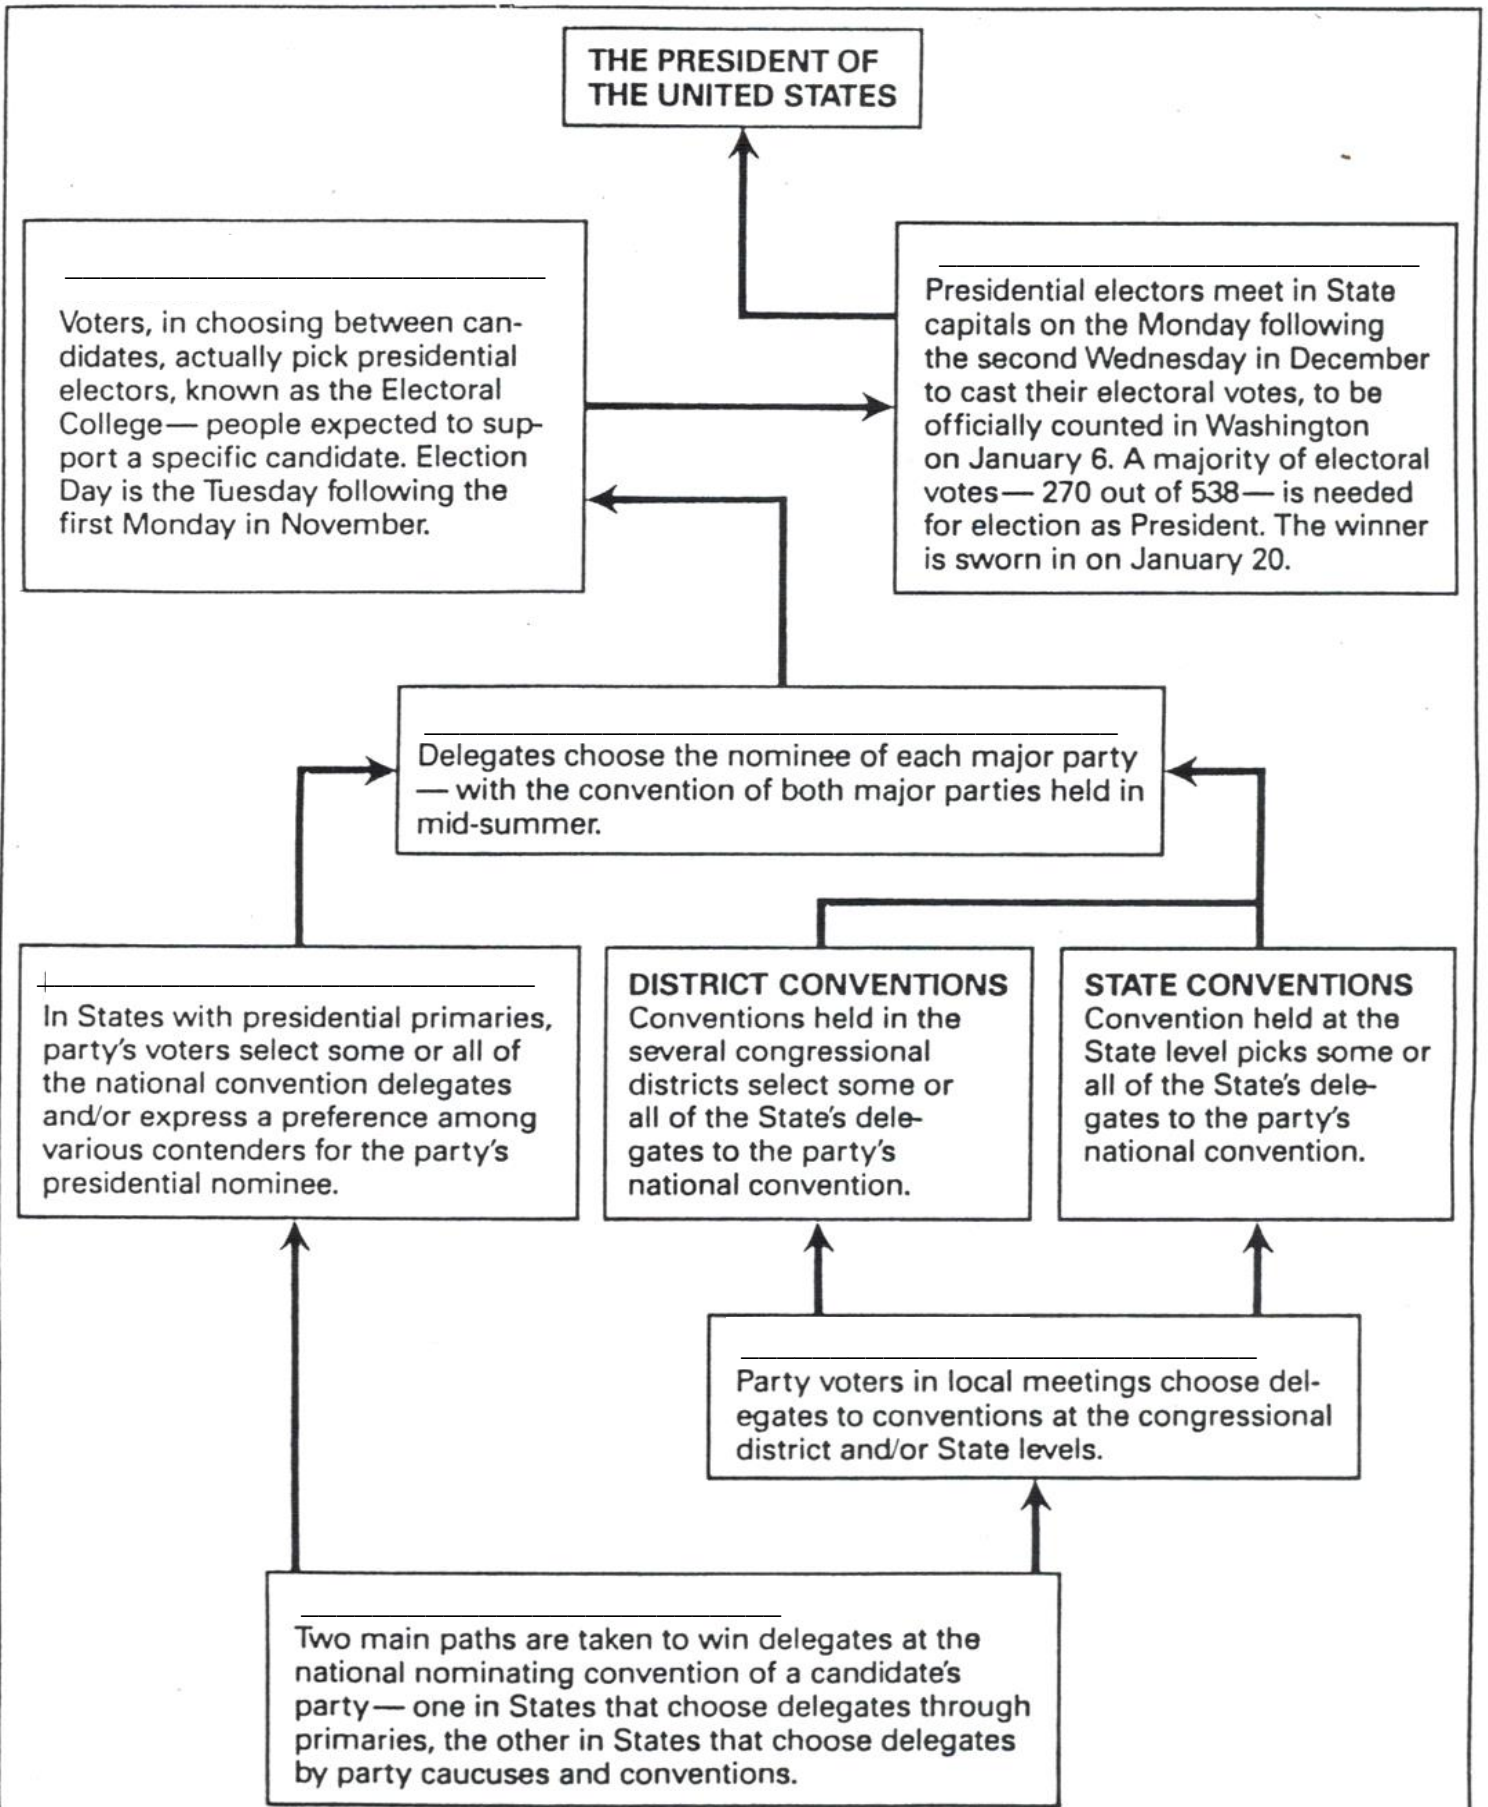 THE PRESIDENT OF
THE UNITED STATES
Voters, in choosing between can-
didates, actually pick presidential
electors, known as the Electoral
College— people expected to sup-
port a specific candidate. Election
Day is the Tuesday following the
first Monday in November.
Presidential electors meet in State
capitals on the Monday following
the second Wednesday in December
to cast their electoral votes, to be
officially counted in Washington
on January 6. A majority of electoral
votes— 270 out of 538— is needed
for election as President. The winner
is sworn in on January 20.
Delegates choose the nominee of each major party
— with the convention of both major parties held in
mid-summer.
In States with presidential primaries,
party's voters select some or all of
the national convention delegates
and/or express a preference among
various contenders for the party's
presidential nominee.
DISTRICT CONVENTIONS
Conventions held in the
several congressional
districts select some or
all of the State's dele-
gates to the party's
national convention.
STATE CONVENTIONS
Convention held at the
State level picks some or
all of the State's dele-
gates to the party's
national convention.
Party voters in local meetings choose del-
egates to conventions at the congressional
district and/or State levels.
Two main paths are taken to win delegates at the
national nominating convention of a candidate's
party— one in States that choose delegates through
primaries, the other in States that choose delegates
by party caucuses and conventions.